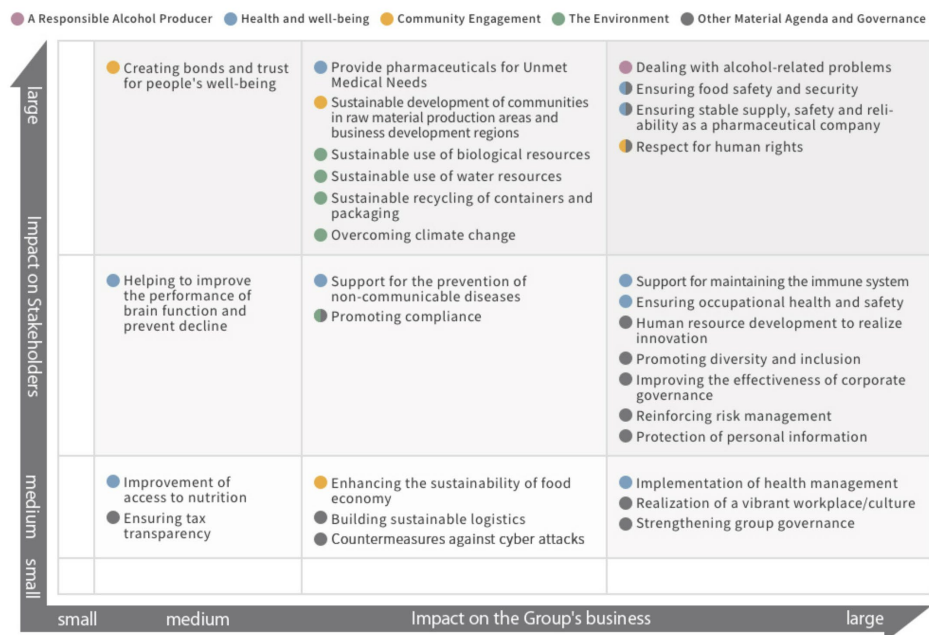 A Responsible Alcohol Producer Health and well-being Community Engagement The Environment Other Material Agenda and Governance
large
Impact on Stakeholders
medium
small
Creating bonds and trust
for people's well-being
Provide pharmaceuticals for Unmet
Medical Needs
Sustainable development of communities
in raw material production areas and
business development regions
Sustainable use of biological resources
Sustainable use of water resources
Sustainable recycling of containers and
packaging
Overcoming climate change
Dealing with alcohol-related problems
Ensuring food safety and security
Ensuring stable supply, safety and reli-
ability as a pharmaceutical company
Respect for human rights
Helping to improve
the performance of
brain function and
prevent decline
Support for the prevention of
non-communicable diseases
Promoting compliance
Support for maintaining the immune system
Ensuring occupational health and safety
Human resource development to realize
innovation
Promoting diversity and inclusion
Improving the effectiveness of corporate
governance
Reinforcing risk management
Protection of personal information
Improvement of
access to nutrition
Ensuring tax
transparency
Enhancing the sustainability of food
economy
Building sustainable logistics
Countermeasures against cyber attacks
Implementation of health management
Realization of a vibrant workplace/culture
Strengthening group governance
small medium Impact on the Group's business large